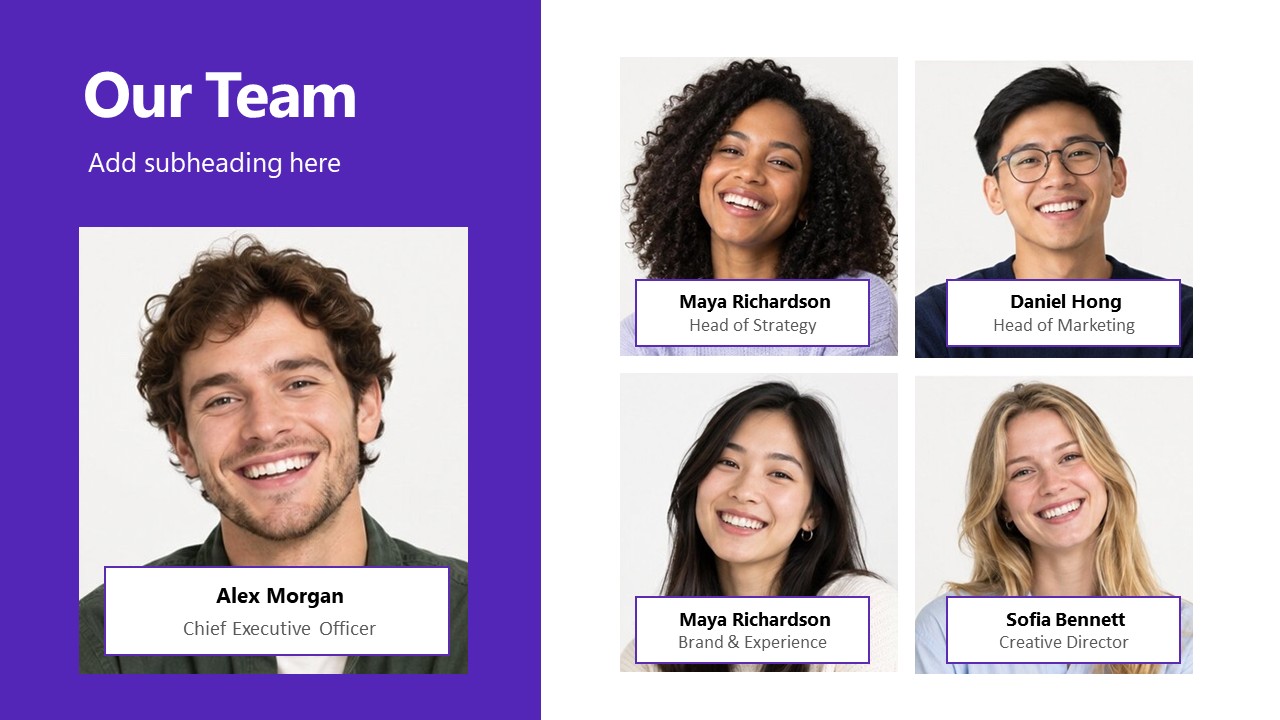 Our Team
Add subheading here
Alex Morgan
Chief Executive Officer
Maya Richardson
Head of Strategy
Daniel Hong
Head of Marketing
Maya Richardson
Brand & Experience
Sofia Bennett
Creative Director